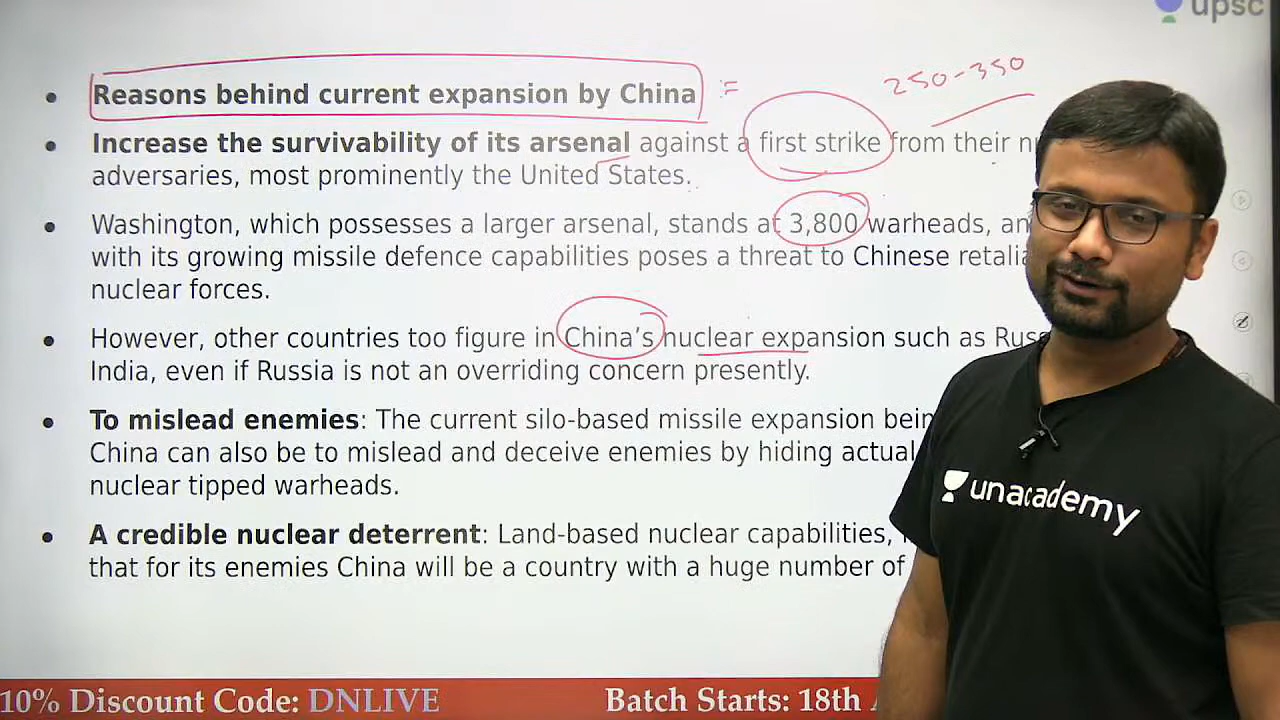 upsc
250-350
• Reasons behind current expansion by China =
• Increase the survivability of its arsenal against a first strike from their
adversaries, most prominently the United States.
• Washington, which possesses a larger arsenal, stands at 3,800 warheads,
with its growing missile defence capabilities poses a threat to Chinese
nuclear forces.
• However, other countries too figure in China's nuclear expansion such as
India, even if Russia is not an overriding concern presently.
• To mislead enemies: The current silo-based missile expansion
China can also be to mislead and deceive enemies by hiding actual
nuclear tipped warheads.
• A credible nuclear deterrent: Land-based nuclear capabilities,
that for its enemies China will be a country with a huge number of
unacademy
10% Discount Code: DNLIVE
Batch Starts: 18th